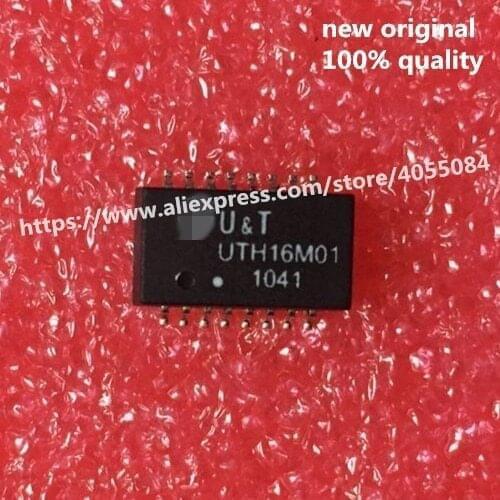 new original
100% quality
https://www.aliexpress.com/store/4055084
U & T
UTH16M01
1041